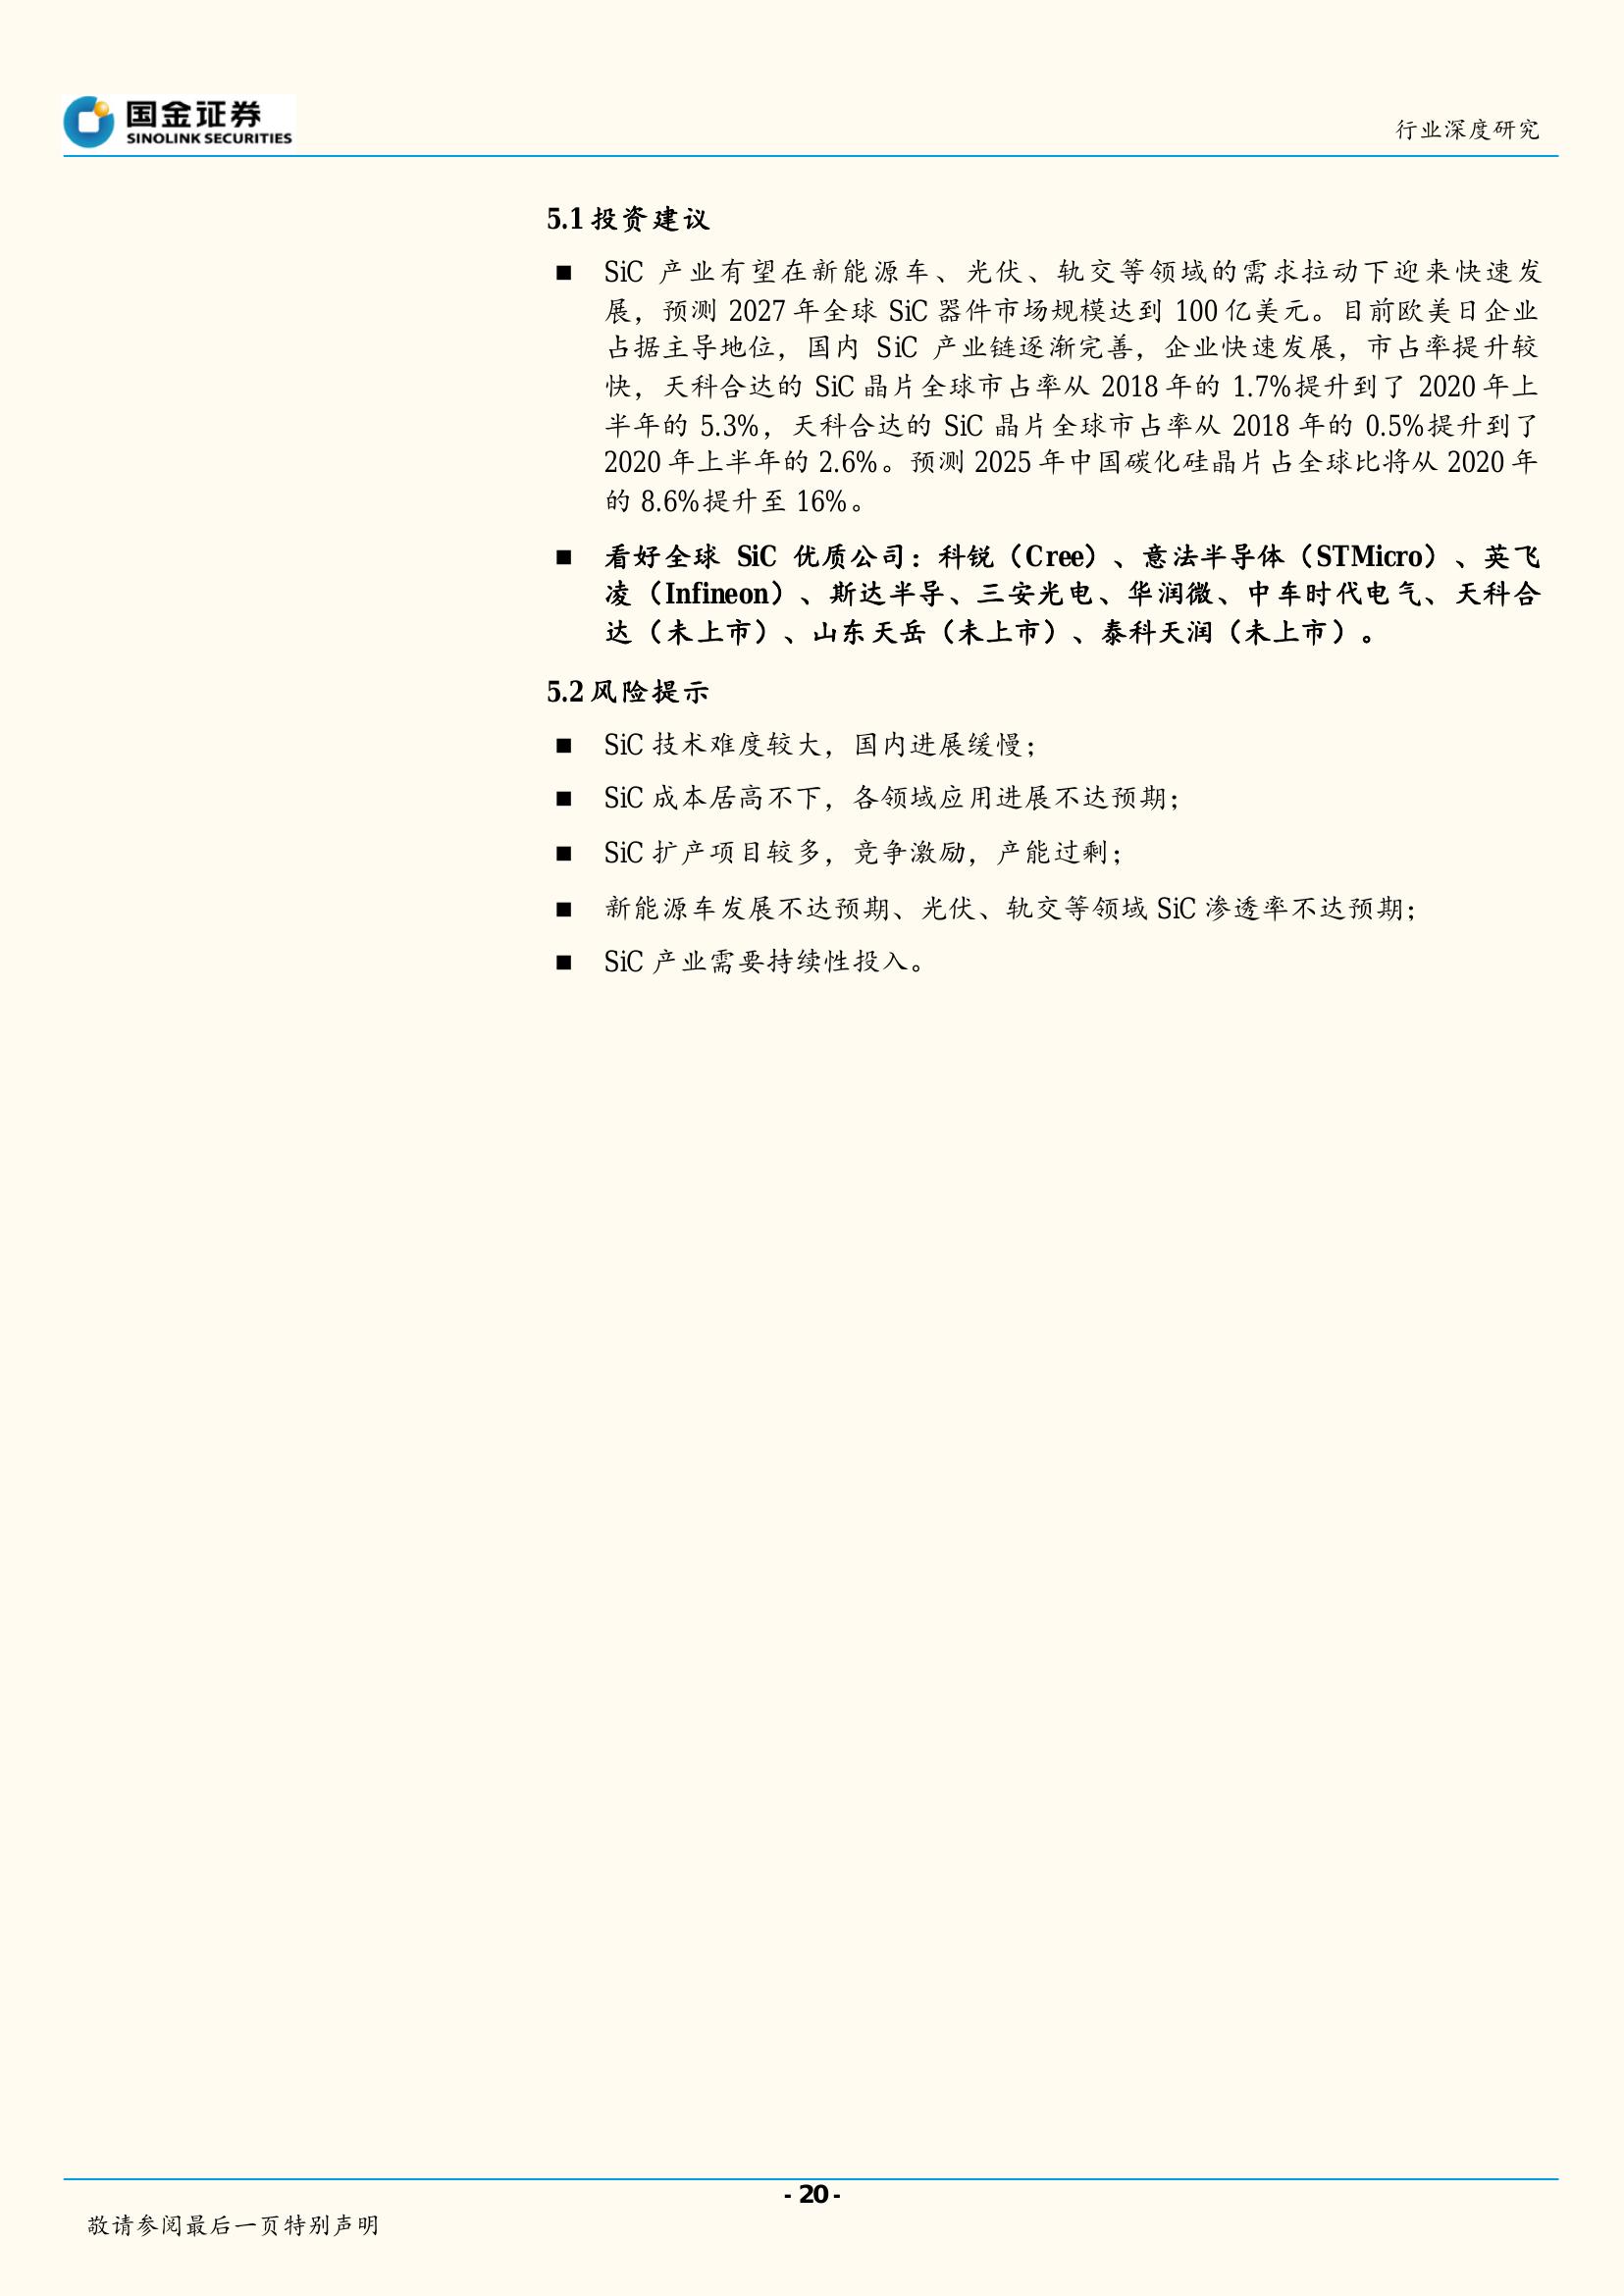 国金证券
SINOLINK SECURITIES
行业深度研究
5.1 投资建议
■ SiC 产业有望在新能源车、光伏、轨交等领域的需求拉动下迎来快速发
展，预测 2027 年全球 SiC 器件市场规模达到 100 亿美元。目前欧美日企业
占据主导地位，国内 SiC 产业链逐渐完善，企业快速发展，市占率提升较
快，天科合达的 SiC 晶片全球市占率从 2018 年的 1.7%提升到了 2020 年上
半年的 5.3%，天科合达的 SiC 晶片全球市占率从 2018 年的 0.5%提升到了
2020 年上半年的 2.6%。预测 2025 年中国碳化硅晶片占全球比将从 2020 年
的 8.6%提升至 16%。
■ 看好全球 SiC 优质公司：科锐（Cree）、意法半导体（STMicro）、英飞
凌（Infineon）、斯达半导、三安光电、华润微、中车时代电气、天科合
达（未上市）、山东天岳（未上市）、泰科天润（未上市）。
5.2 风险提示
■ SiC 技术难度较大，国内进展缓慢；
■ SiC 成本居高不下，各领域应用进展不达预期；
■ SiC 扩产项目较多，竞争激励，产能过剩；
■ 新能源车发展不达预期、光伏、轨交等领域 SiC 渗透率不达预期；
■ SiC 产业需要持续性投入。
- 20 -
敬请参阅最后一页特别声明